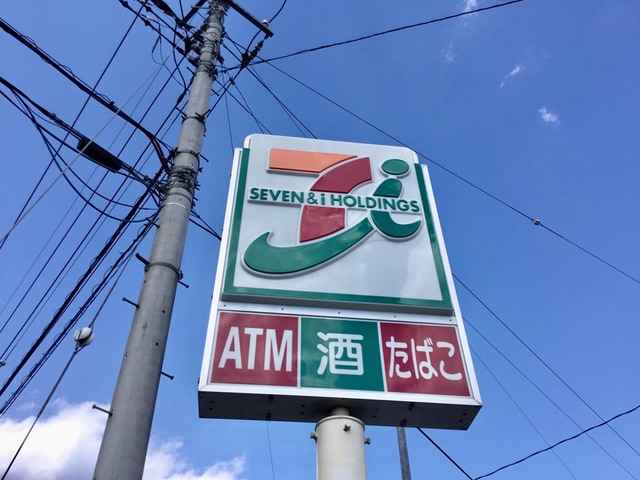 SEVEN & i HOLDINGS
ATM 酒 たばこ